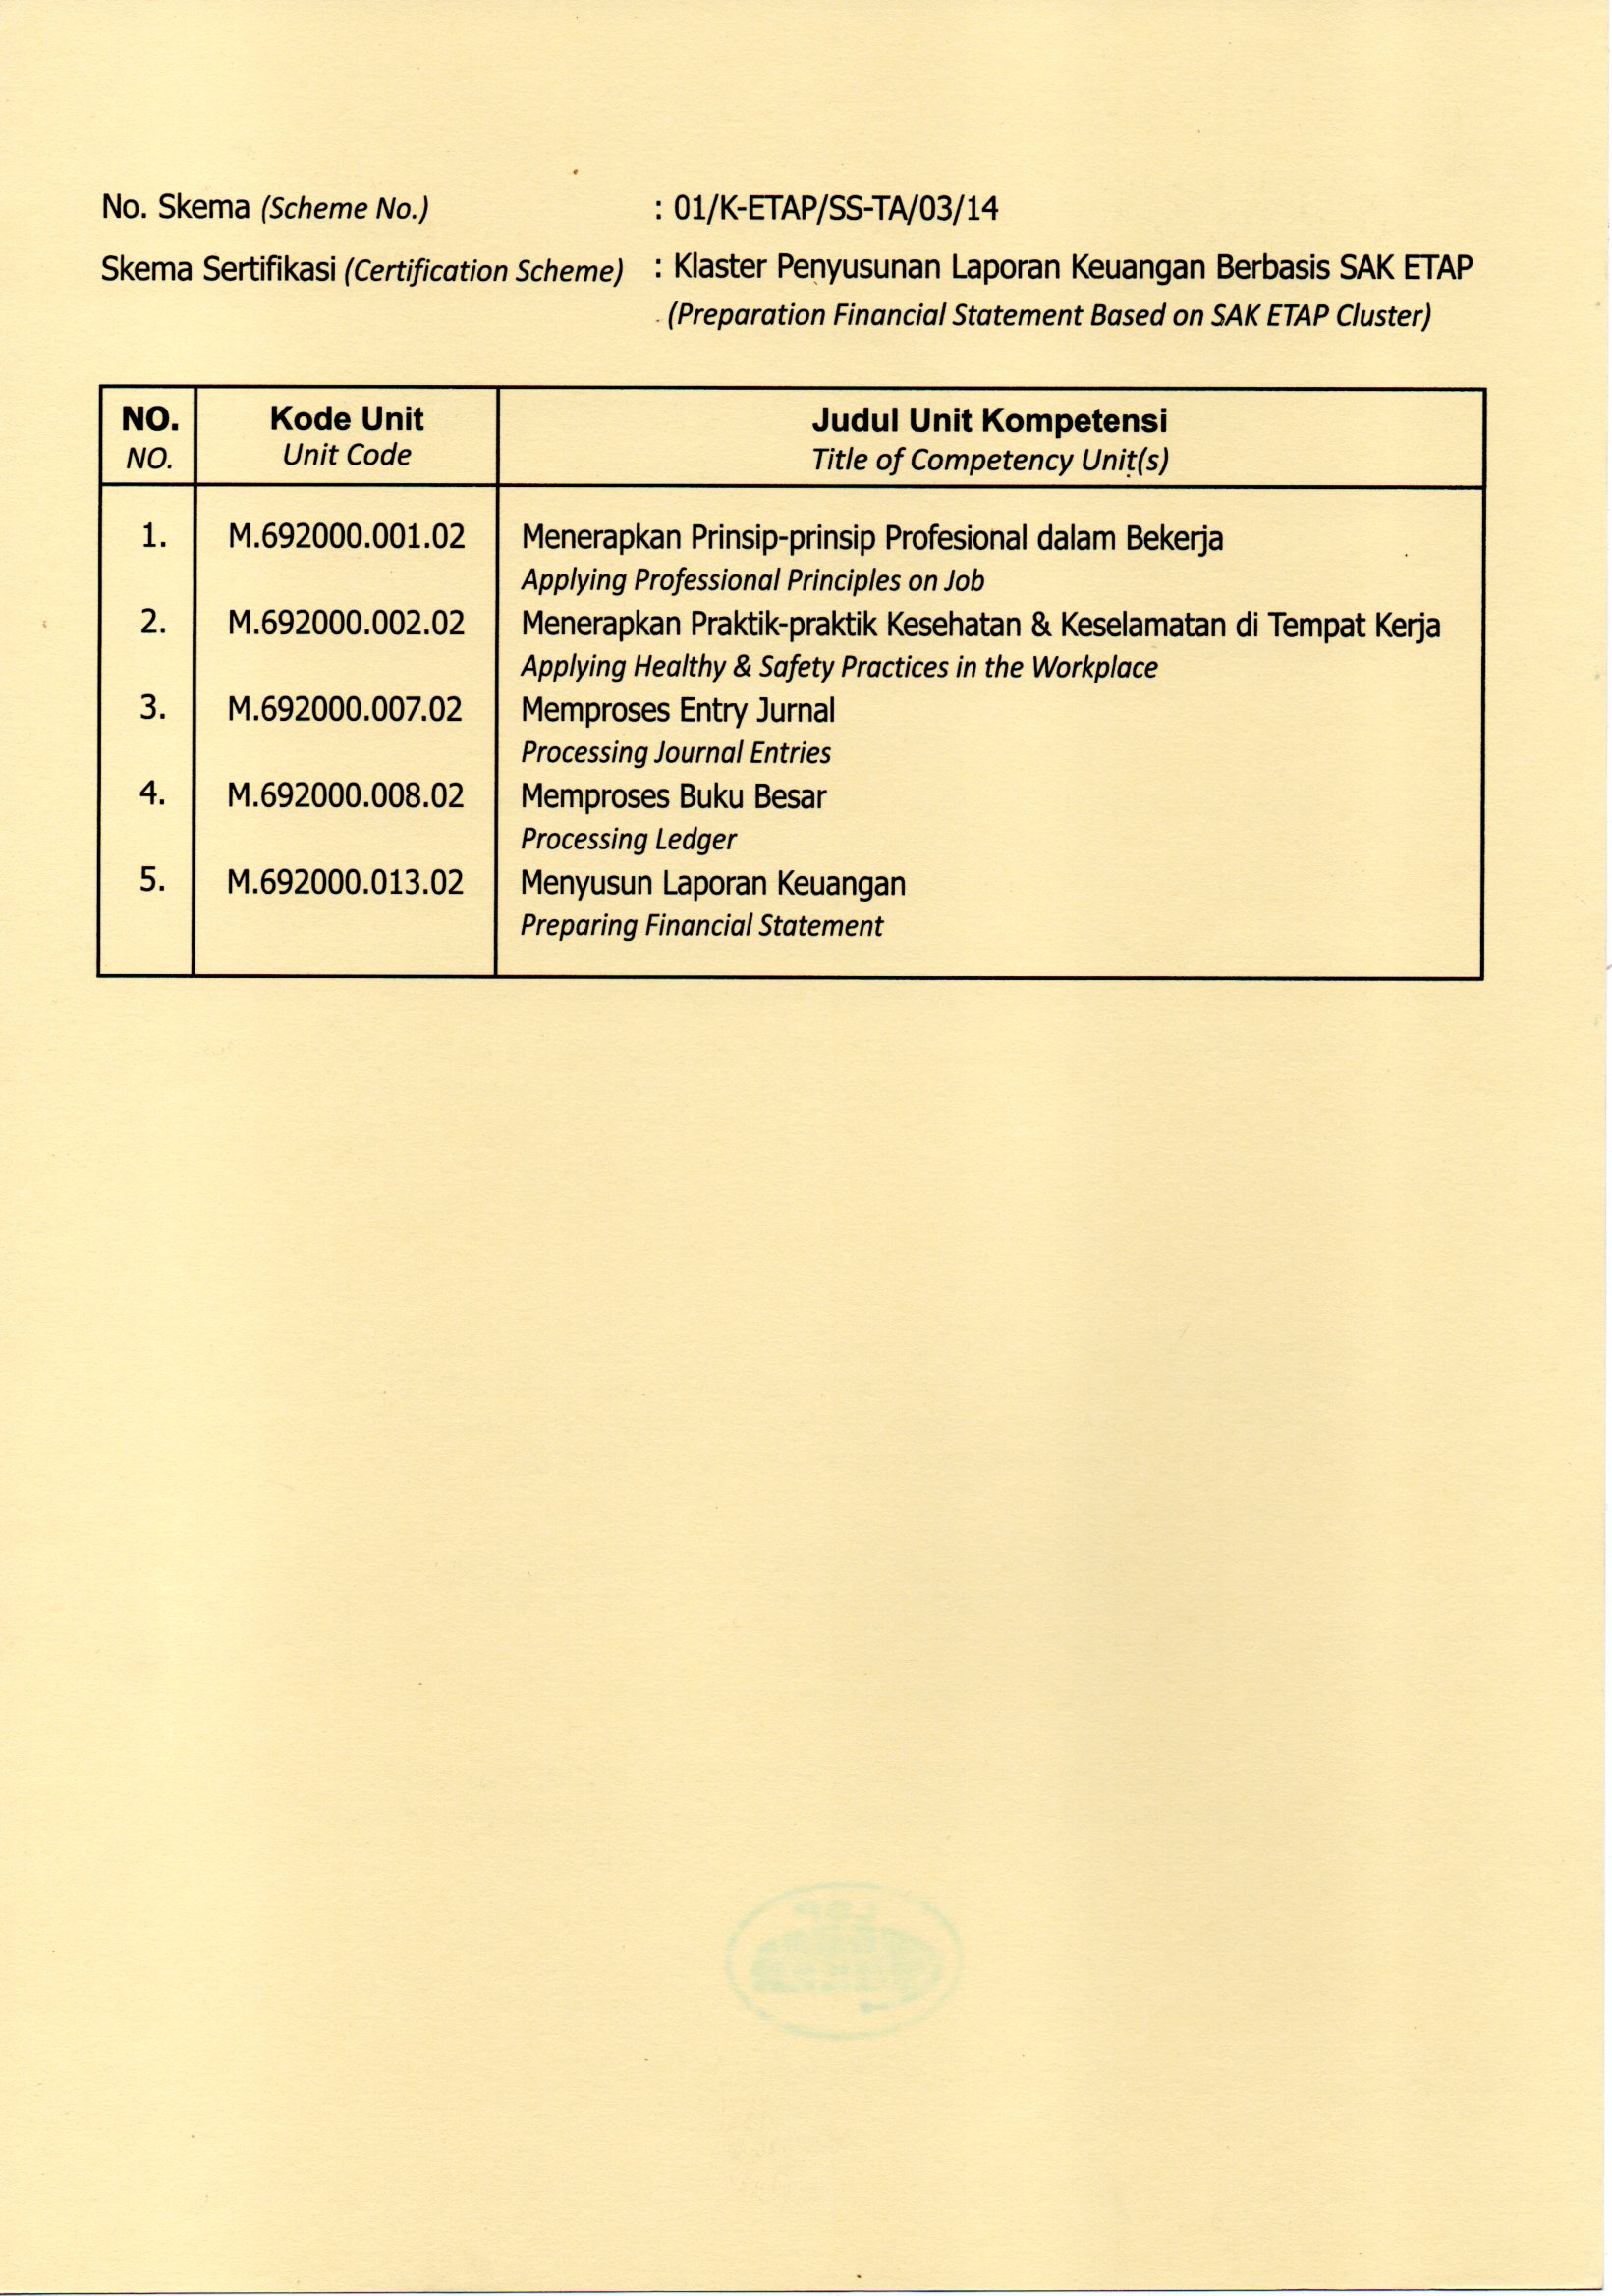 No. Skema (Scheme No.) : 01/K-ETAP/SS-TA/03/14
Skema Sertifikasi (Certification Scheme) : Klaster Penyusunan Laporan Keuangan Berbasis SAK ETAP
(Preparation Financial Statement Based on SAK ETAP Cluster)
NO. Kode Unit Judul Unit Kompetensi
NO. Unit Code Title of Competency Unit(s)
1. M.692000.001.02 Menerapkan Prinsip-prinsip Profesional dalam Bekerja
Applying Professional Principles on Job
2. M.692000.002.02 Menerapkan Praktik-praktik Kesehatan & Keselamatan di Tempat Kerja
Applying Healthy & Safety Practices in the Workplace
3. M.692000.007.02 Memproses Entry Jurnal
Processing Journal Entries
4. M.692000.008.02 Memproses Buku Besar
Processing Ledger
5. M.692000.013.02 Menyusun Laporan Keuangan
Preparing Financial Statement